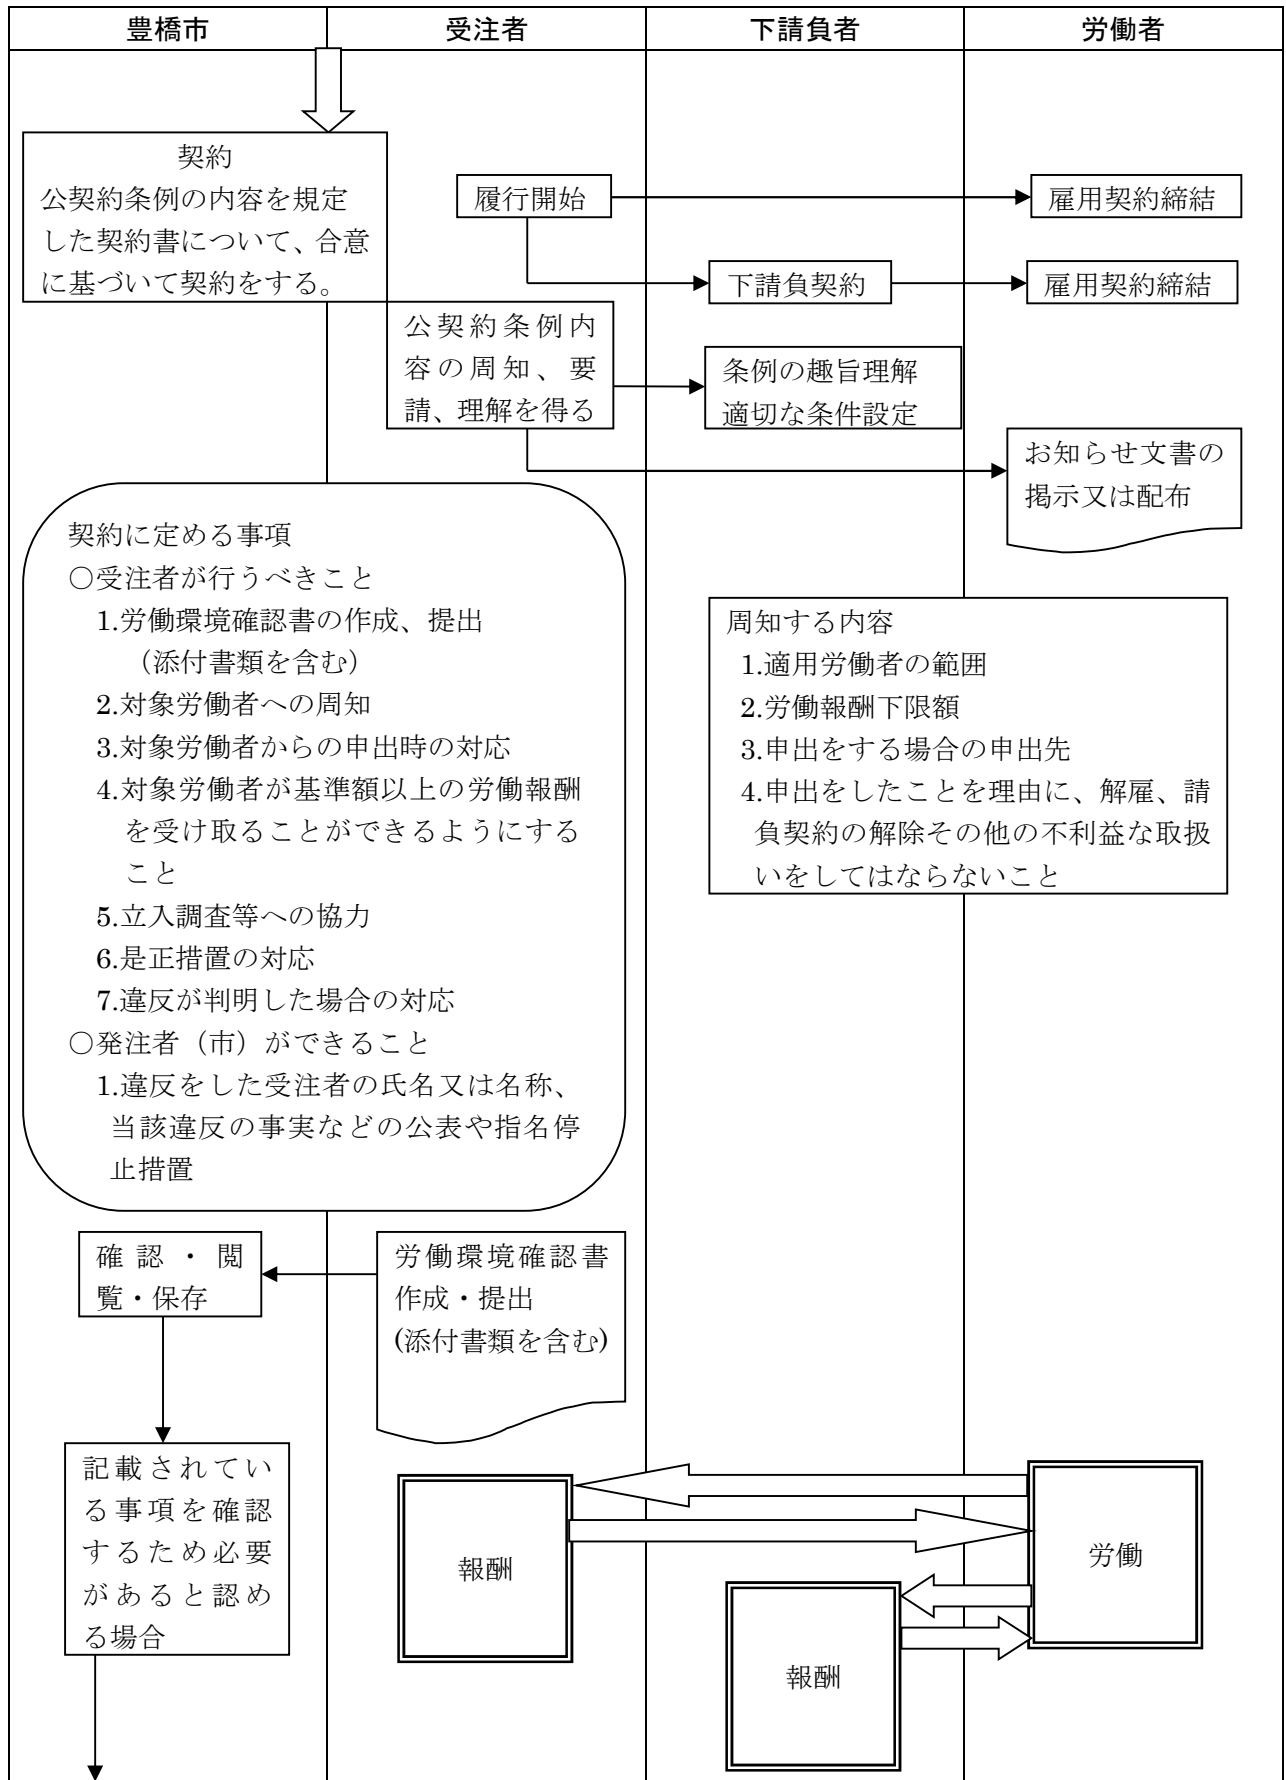 豊橋市
受注者
下請負者
労働者
契約
公契約条例の内容を規定
した契約書について、合意
に基づいて契約をする。
履行開始
雇用契約締結
下請負契約
雇用契約締結
公契約条例内
容の周知、要
請、理解を得る
条例の趣旨理解
適切な条件設定
お知らせ文書の
掲示又は配布
契約に定める事項
○受注者が行うべきこと
1.労働環境確認書の作成、提出
（添付書類を含む）
2.対象労働者への周知
3.対象労働者からの申出時の対応
4.対象労働者が基準額以上の労働報酬
を受け取ることができるようにする
こと
5.立入調査等への協力
6.是正措置の対応
7.違反が判明した場合の対応
○発注者（市）ができること
1.違反をした受注者の氏名又は名称、
当該違反の事実などの公表や指名停
止措置
周知する内容
1.適用労働者の範囲
2.労働報酬下限額
3.申出をする場合の申出先
4.申出をしたことを理由に、解雇、請
負契約の解除その他の不利益な取扱
いをしてはならないこと
確認・閲
覧・保存
労働環境確認書
作成・提出
(添付書類を含む)
記載されてい
る事項を確認
するため必要
があると認め
る場合
報酬
労働
報酬